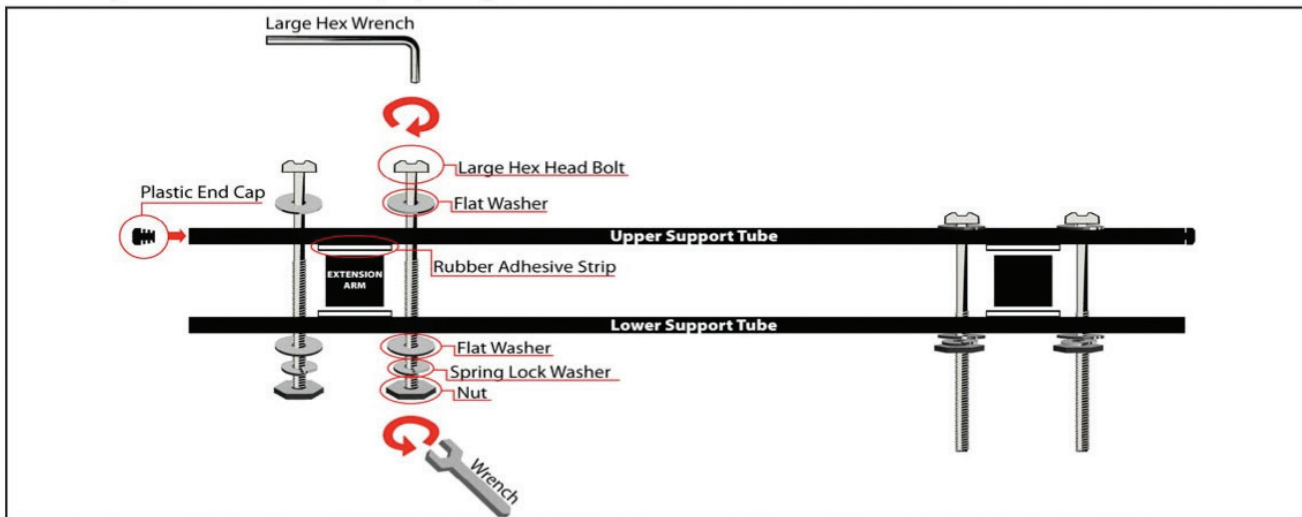 Large Hex Wrench
Large Hex Head Bolt
Plastic End Cap
Flat Washer
Upper Support Tube
Rubber Adhesive Strip
EXTENSION
ARM
Lower Support Tube
Flat Washer
Spring Lock Washer
Nut
Wrench